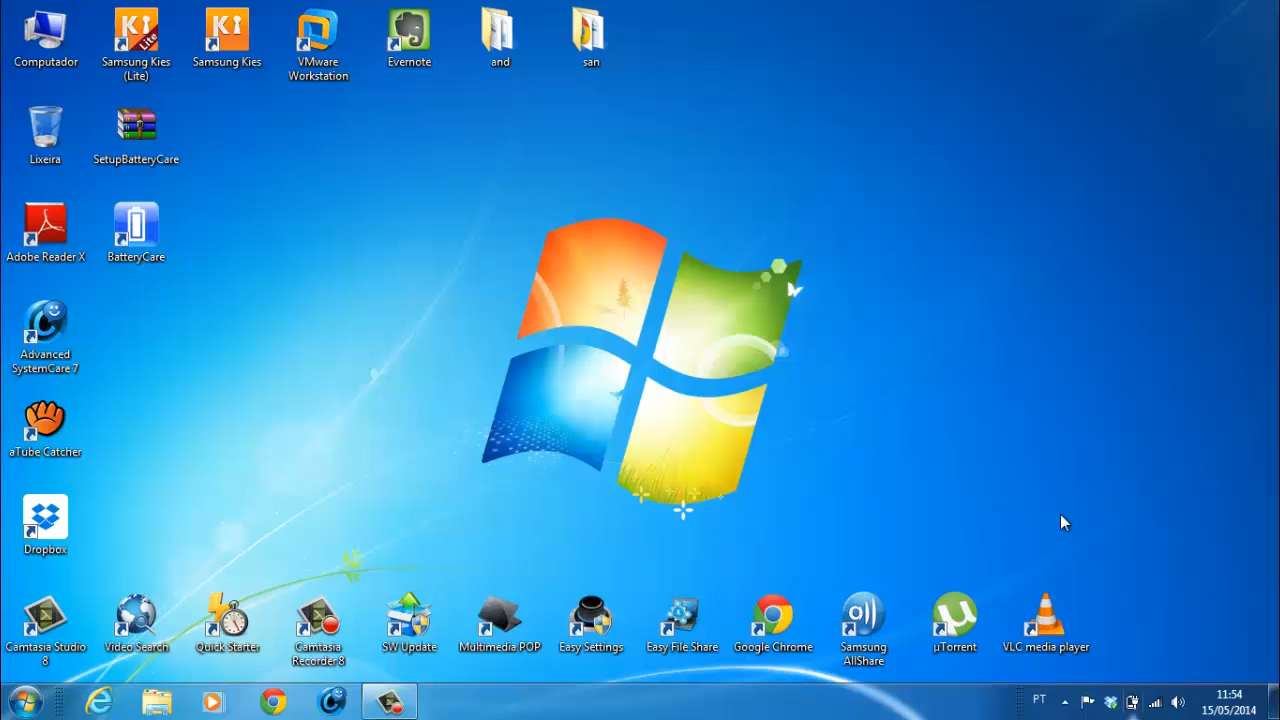 Computador
Samsung Kies
(Lite)
Samsung Kies
VMware
Workstation
Evernote
and
san
Lixeira
SetupBatteryCare
Adobe Reader X
BatteryCare
Advanced
SystemCare 7
aTube Catcher
Dropbox
Camtasia Studio
8
Video Search
Quick Starter
Camtasia
Recorder 8
SW Update
Multimedia POP
Easy Settings
Easy File Share
Google Chrome
Samsung
AllShare
µTorrent
VLC media player
PT
11:54
15/05/2014